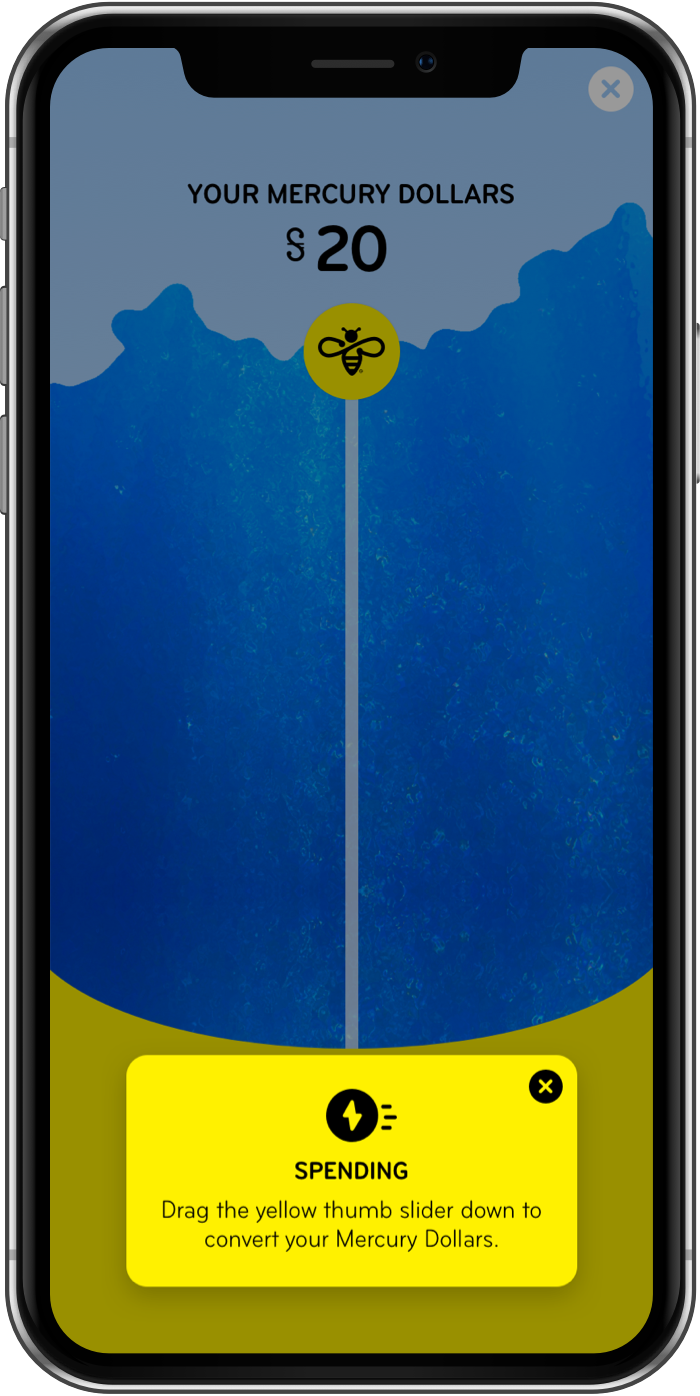 YOUR MERCURY DOLLARS
20
SPENDING
Drag the yellow thumb slider down to
convert your Mercury Dollars.